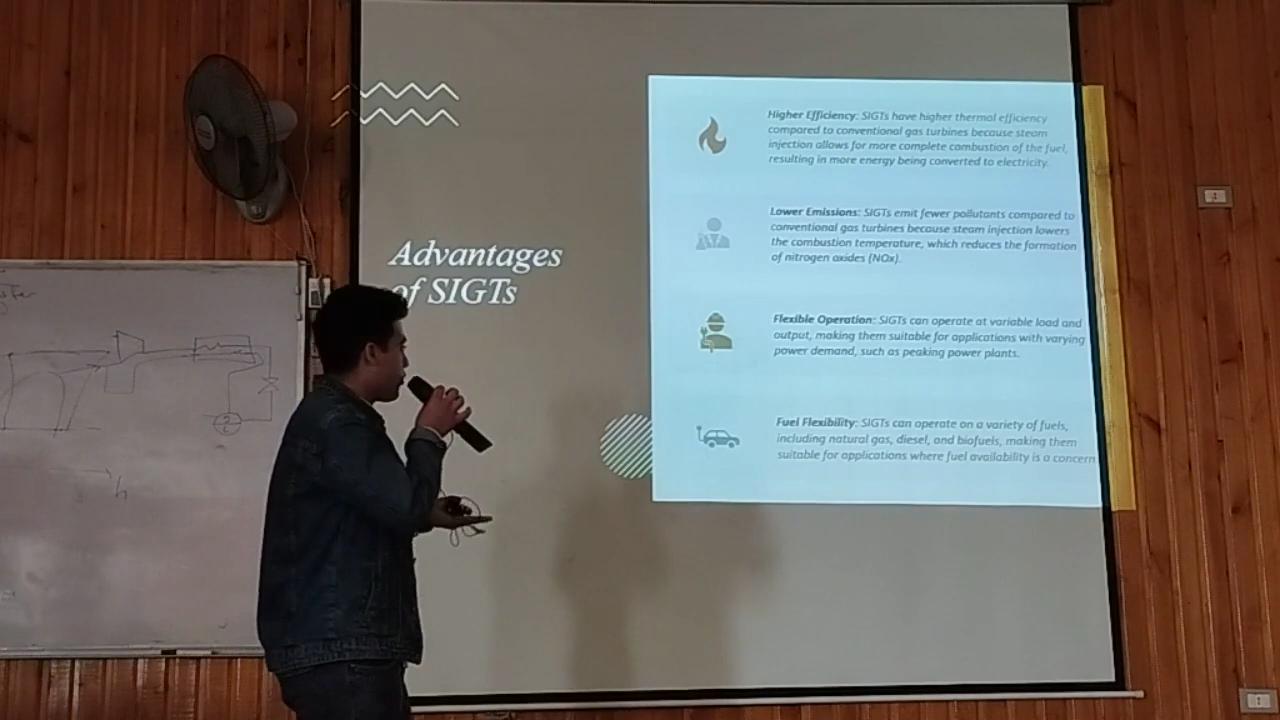 Advantages
of SIGTs
Higher Efficiency: SIGTs have higher thermal efficiency
compared to conventional gas turbines because steam
injection allows for more complete combustion of the fuel,
resulting in more energy being converted to electricity.
Lower Emissions: SIGTs emit fewer pollutants compared to
conventional gas turbines because steam injection lowers
the combustion temperature, which reduces the formation
of nitrogen oxides (NOx).
Flexible Operation: SIGTs can operate at variable load and
output, making them suitable for applications with varying
power demand, such as peaking power plants.
Fuel Flexibility: SIGTs can operate on a variety of fuels,
including natural gas, diesel, and biofuels, making them
suitable for applications where fuel availability is a concern
h